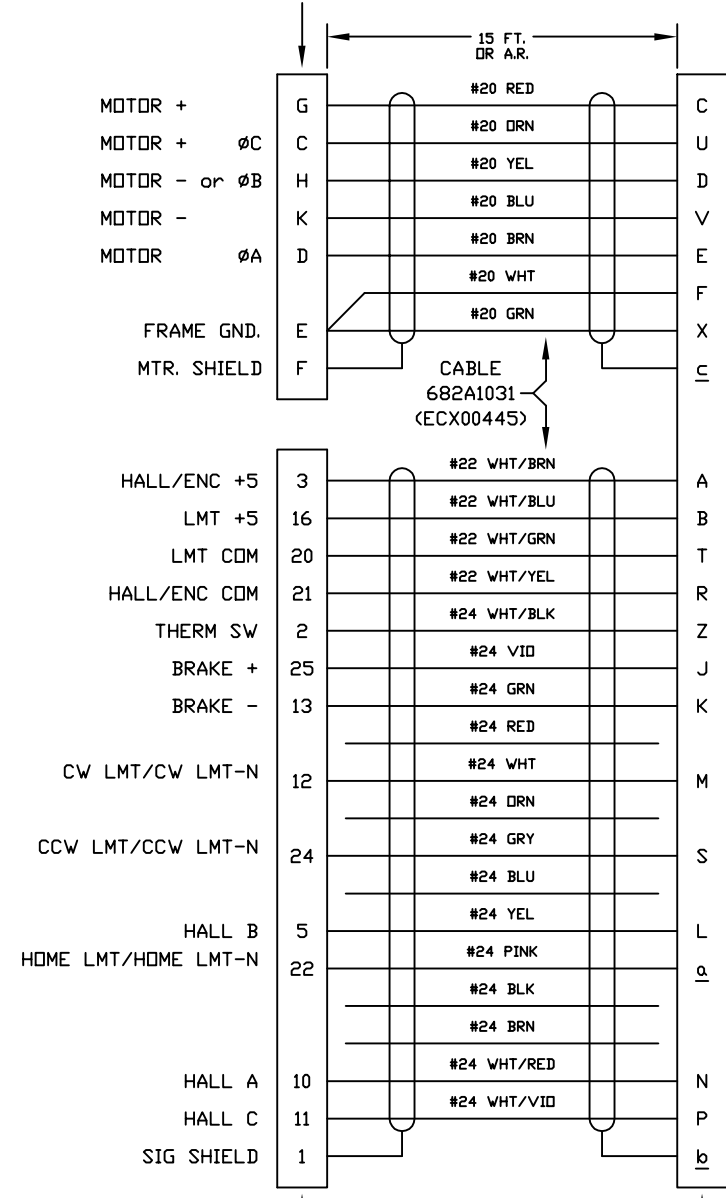 15 FT.
OR A.R.
#20 RED
MOTOR + G C
#20 ORN
MOTOR + øC C U
#20 YEL
MOTOR - or øB H D
#20 BLU
MOTOR - K V
#20 BRN
MOTOR øA D E
#20 WHT
F
#20 GRN
FRAME GND. E X
MTR. SHIELD F c
CABLE
682A1031
(ECX00445)
#22 WHT/BRN
HALL/ENC +5 3 A
#22 WHT/BLU
LMT +5 16 B
#22 WHT/GRN
LMT COM 20 T
#22 WHT/YEL
HALL/ENC COM 21 R
#24 WHT/BLK
THERM SW 2 Z
#24 VIO
BRAKE + 25 J
#24 GRN
BRAKE - 13 K
#24 RED
#24 WHT
CW LMT/CW LMT-N 12 M
#24 ORN
#24 GRY
CCW LMT/CCW LMT-N 24 S
#24 BLU
#24 YEL
HALL B 5 L
#24 PINK
HOME LMT/HOME LMT-N 22 a
#24 BLK
#24 BRN
#24 WHT/RED
HALL A 10 N
#24 WHT/VIO
HALL C 11 P
SIG SHIELD 1 b